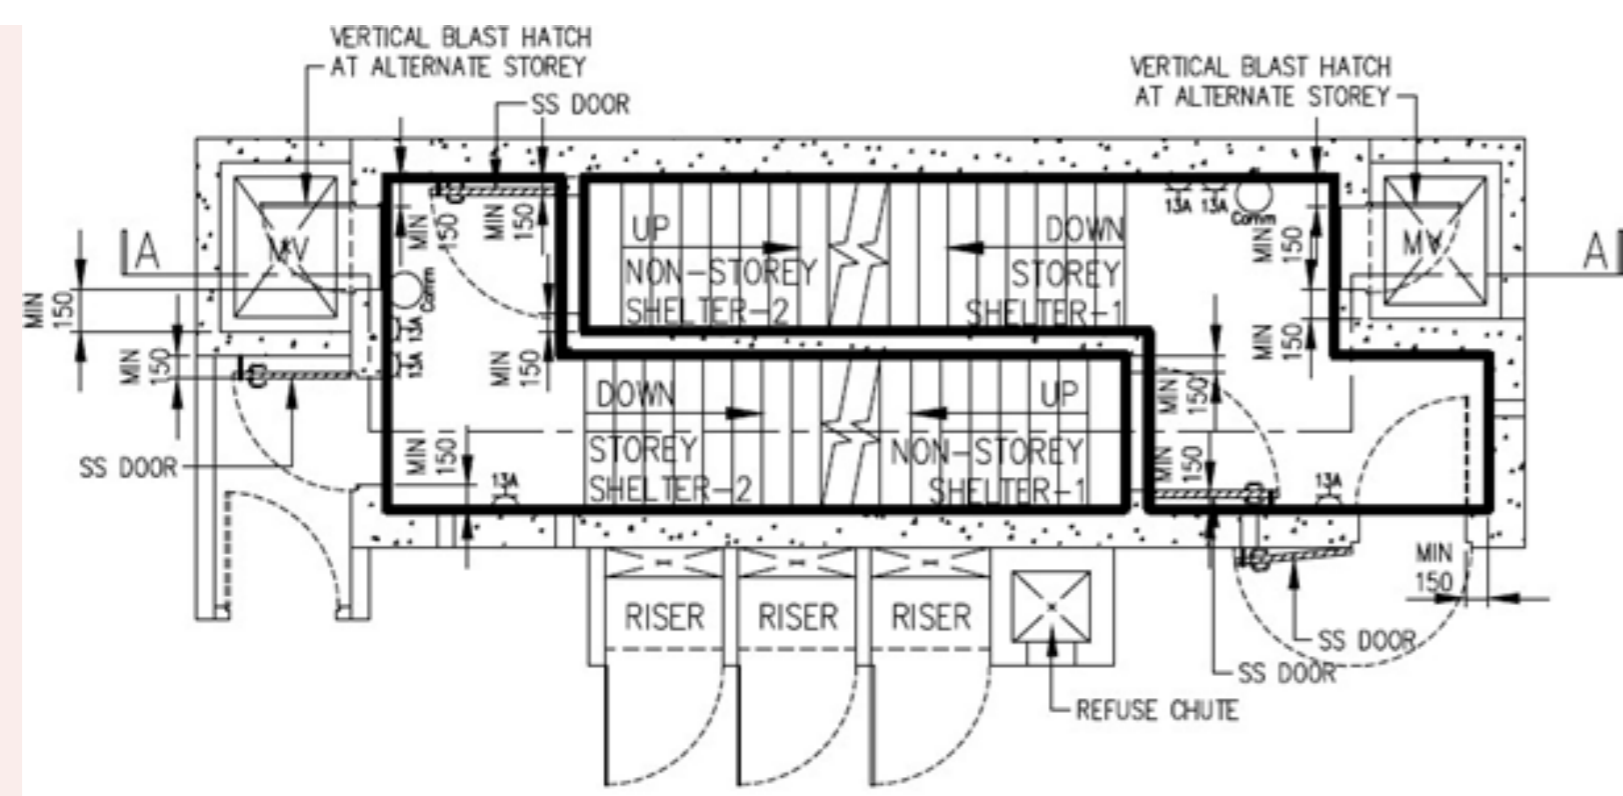 VERTICAL BLAST HATCH
AT ALTERNATE STOREY
SS DOOR
VERTICAL BLAST HATCH
AT ALTERNATE STOREY
A
MV
MIN
150
MIN
150
MIN
150
MIN
150
Comm
13A
13A
UP
NON-STOREY
SHELTER-2
DOWN
STOREY
SHELTER-1
13A
13A
Comm
MIN
150
MV
A
MIN
150
MIN
150
MIN
150
DOWN
STOREY
SHELTER-2
UP
NON-STOREY
SHELTER-1
MIN
150
SS DOOR
MIN
150
13A
MIN
150
13A
MIN
150
RISER
RISER
RISER
SS DOOR
SS DOOR
REFUSE CHUTE